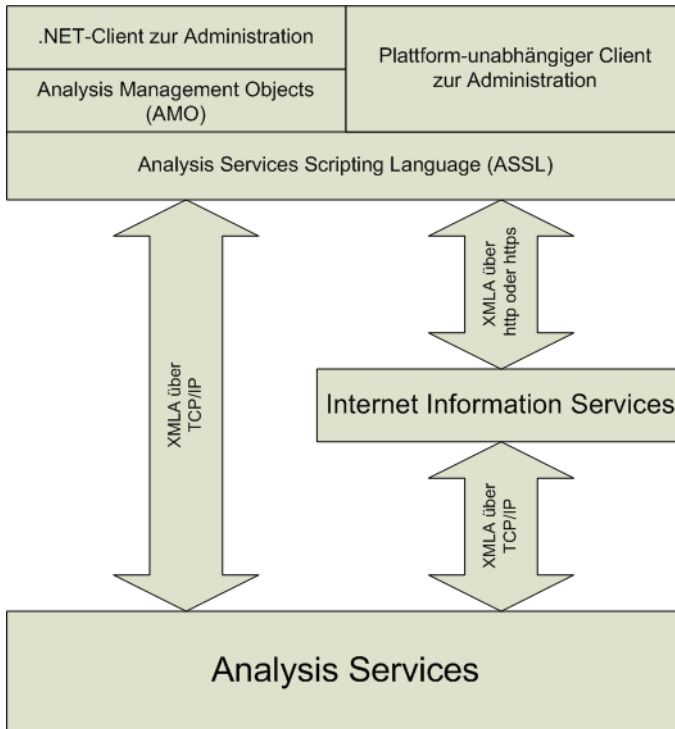 .NET-Client zur Administration
Analysis Management Objects
(AMO)
Plattform-unabhängiger Client
zur Administration
Analysis Services Scripting Language (ASSL)
XMLA über
TCP/IP
XMLA über
http oder https
Internet Information Services
XMLA über
TCP/IP
Analysis Services